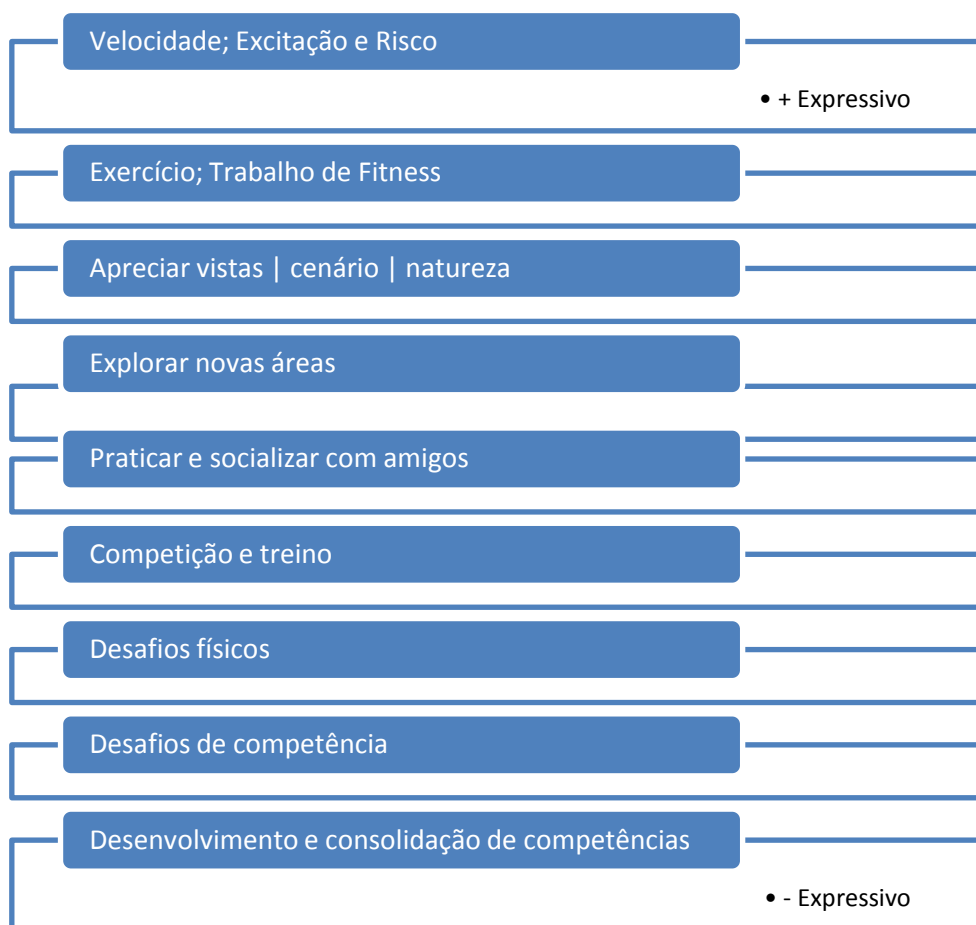 Velocidade; Excitação e Risco
• + Expressivo
Exercício; Trabalho de Fitness
Apreciar vistas | cenário | natureza
Explorar novas áreas
Praticar e socializar com amigos
Competição e treino
Desafios físicos
Desafios de competência
Desenvolvimento e consolidação de competências
• - Expressivo